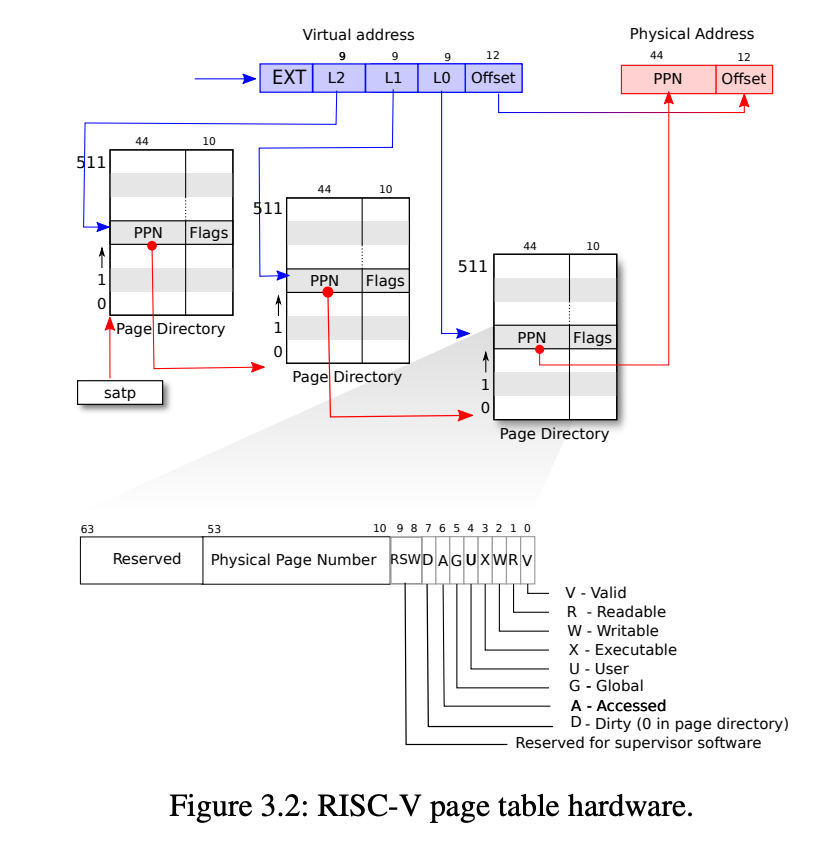 Virtual address
Physical Address
9 9 9 12
44 12
EXT L2 L1 L0 Offset
PPN Offset
44 10
511
PPN Flags
1
0
Page Directory
satp
44 10
511
PPN Flags
1
0
Page Directory
44 10
511
PPN Flags
1
0
Page Directory
63 53 10 9 8 7 6 5 4 3 2 1 0
Reserved Physical Page Number RSW D A G U X W R V
V - Valid
R - Readable
W - Writable
X - Executable
U - User
G - Global
A - Accessed
D - Dirty (0 in page directory)
Reserved for supervisor software
Figure 3.2: RISC-V page table hardware.